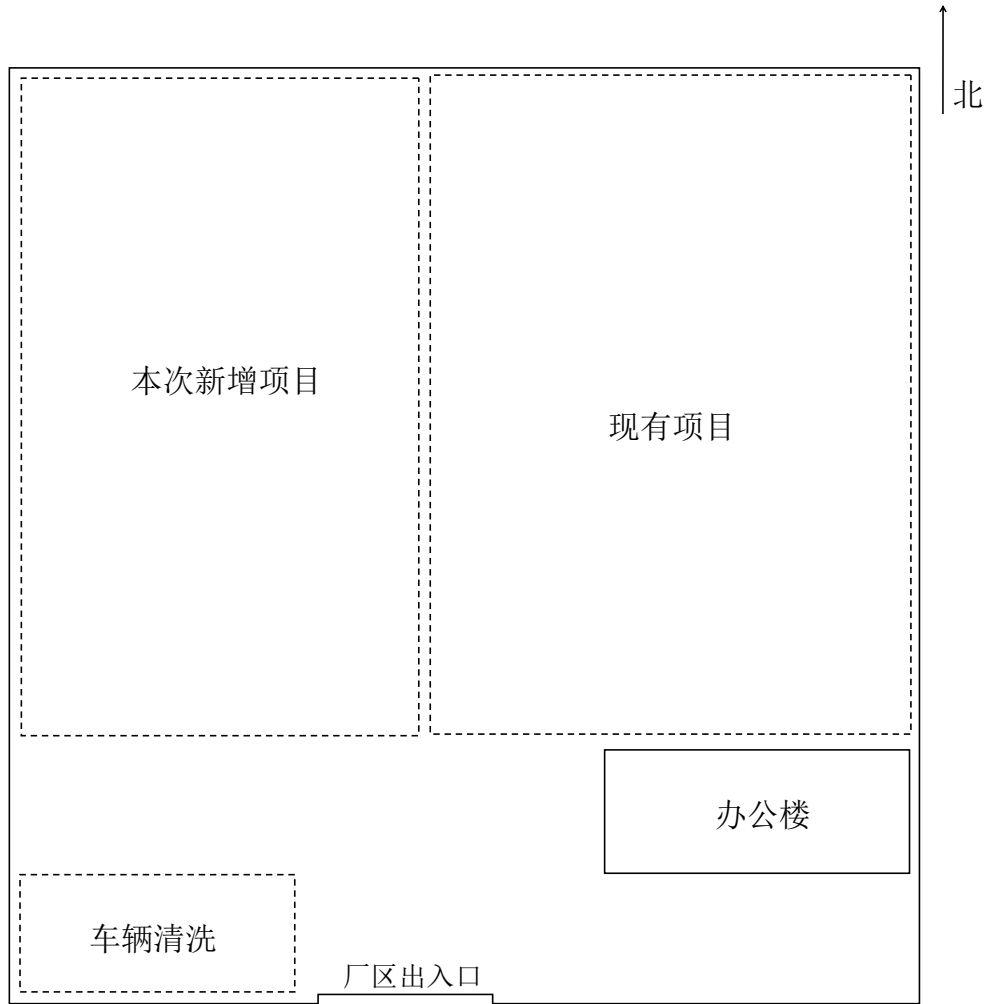 北
本次新增项目
现有项目
办公楼
车辆清洗
厂区出入口